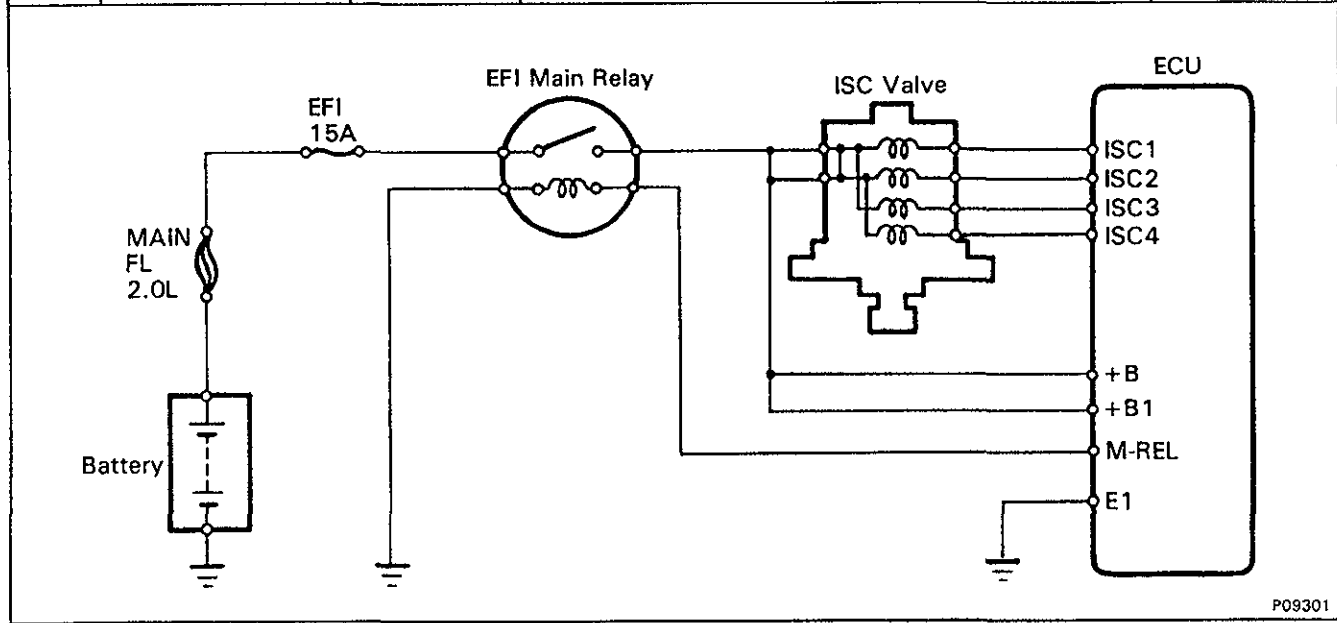 EFI Main Relay
ISC Valve
ECU
EFI
15A
MAIN
FL
2.0L
Battery
ISC1
ISC2
ISC3
ISC4
+B
+B1
M-REL
E1
P09301